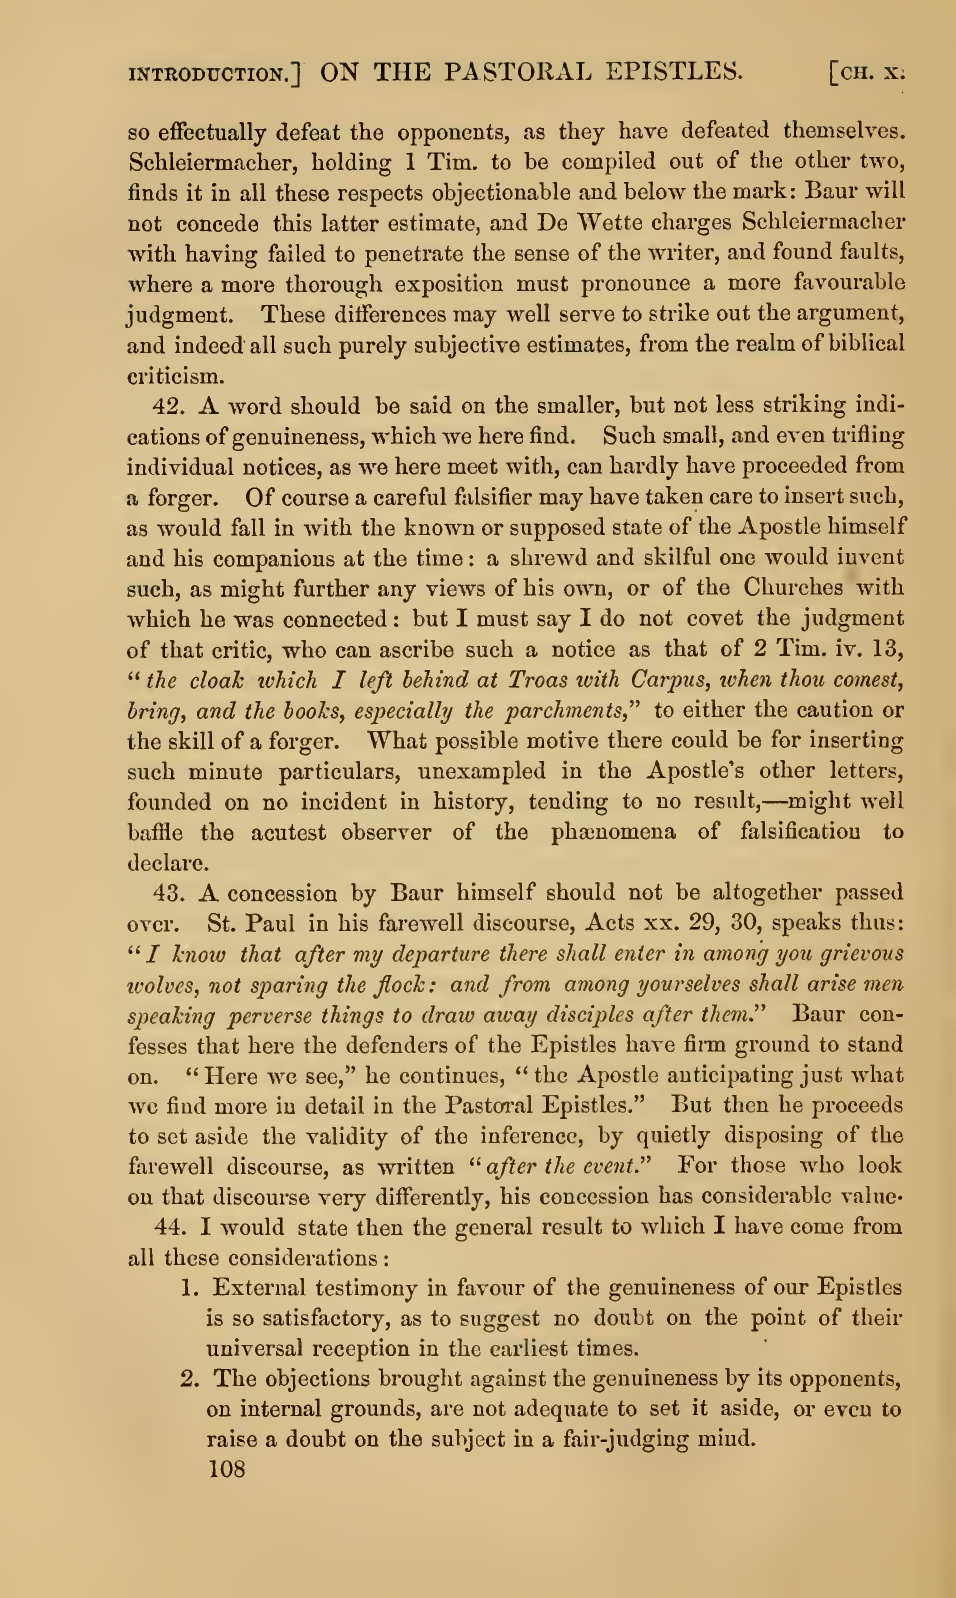 INTRODUCTION.] ON THE PASTORAL EPISTLES. [CH. X.
so effectually defeat the opponents, as they have defeated themselves.
Schleiermacher, holding 1 Tim. to be compiled out of the other two,
finds it in all these respects objectionable and below the mark: Baur will
not concede this latter estimate, and De Wette charges Schleiermacher
with having failed to penetrate the sense of the writer, and found faults,
where a more thorough exposition must pronounce a more favourable
judgment. These differences may well serve to strike out the argument,
and indeed all such purely subjective estimates, from the realm of biblical
criticism.
42. A word should be said on the smaller, but not less striking indi-
cations of genuineness, which we here find. Such small, and even trifling
individual notices, as we here meet with, can hardly have proceeded from
a forger. Of course a careful falsifier may have taken care to insert such,
as would fall in with the known or supposed state of the Apostle himself
and his companions at the time: a shrewd and skilful one would invent
such, as might further any views of his own, or of the Churches with
which he was connected: but I must say I do not covet the judgment
of that critic, who can ascribe such a notice as that of 2 Tim. iv. 13,
“the cloak which I left behind at Troas with Carpus, when thou comest,
bring, and the books, especially the parchments,” to either the caution or
the skill of a forger. What possible motive there could be for inserting
such minute particulars, unexampled in the Apostle's other letters,
founded on no incident in history, tending to no result,—might well
baffle the acutest observer of the phænomena of falsification to
declare.
43. A concession by Baur himself should not be altogether passed
over. St. Paul in his farewell discourse, Acts xx. 29, 30, speaks thus:
“I know that after my departure there shall enter in among you grievous
wolves, not sparing the flock: and from among yourselves shall arise men
speaking perverse things to draw away disciples after them.” Baur con-
fesses that here the defenders of the Epistles have firm ground to stand
on. “Here we see,” he continues, “the Apostle anticipating just what
we find more in detail in the Pastoral Epistles.” But then he proceeds
to set aside the validity of the inference, by quietly disposing of the
farewell discourse, as written “after the event.” For those who look
on that discourse very differently, his concession has considerable value.
44. I would state then the general result to which I have come from
all these considerations:
1. External testimony in favour of the genuineness of our Epistles
is so satisfactory, as to suggest no doubt on the point of their
universal reception in the earliest times.
2. The objections brought against the genuineness by its opponents,
on internal grounds, are not adequate to set it aside, or even to
raise a doubt on the subject in a fair-judging mind.
108